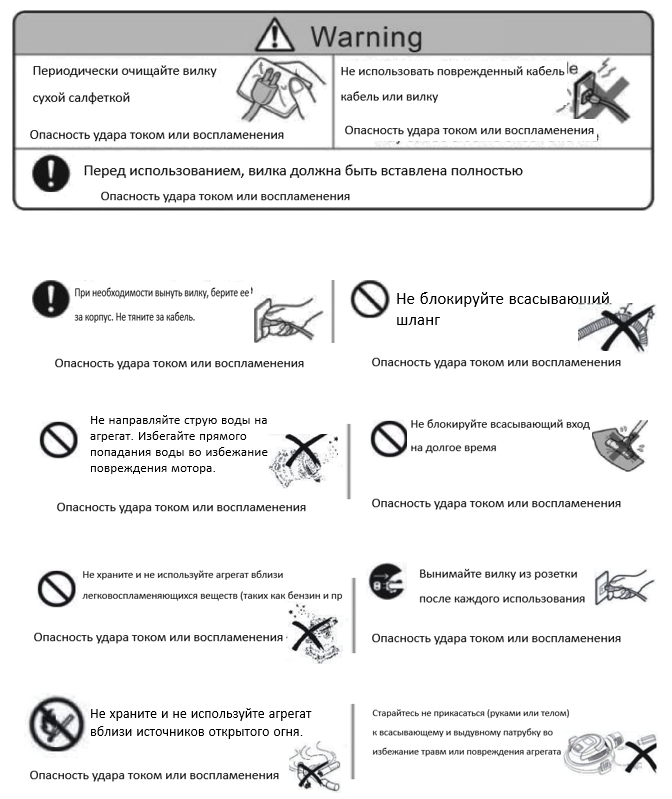 Warning
Периодически очищайте вилку
сухой салфеткой
Опасность удара током или воспламенения
Не использовать поврежденный кабель
кабель или вилку
Опасность удара током или воспламенения
Перед использованием, вилка должна быть вставлена полностью
Опасность удара током или воспламенения
При необходимости вынуть вилку, берите ее
за корпус. Не тяните за кабель.
Опасность удара током или воспламенения
Не блокируйте всасывающий
шланг
Опасность удара током или воспламенения
Не направляйте струю воды на
агрегат. Избегайте прямого
попадания воды во избежание
повреждения мотора.
Опасность удара током или воспламенения
Не блокируйте всасывающий вход
на долгое время
Опасность удара током или воспламенения
Не храните и не используйте агрегат вблизи
легковоспламеняющихся веществ (таких как бензин и пр
Опасность удара током или воспламенения
Вынимайте вилку из розетки
после каждого использования
Опасность удара током или воспламенения
Не храните и не используйте агрегат
вблизи источников открытого огня.
Опасность удара током или воспламенения
Старайтесь не прикасаться (руками или телом)
к всасывающему и выдувному патрубку во
избежание травм или повреждения агрегата